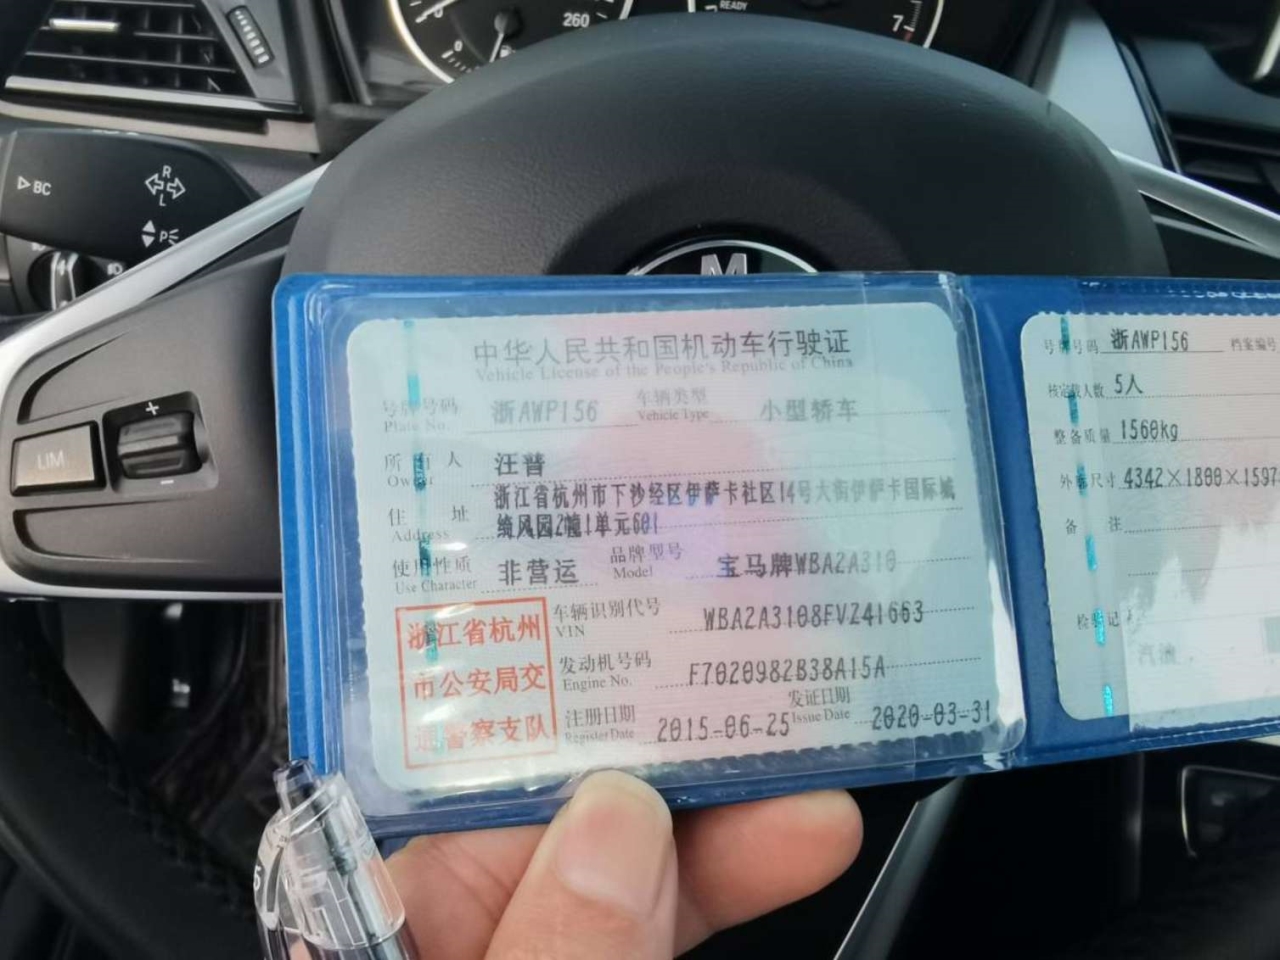 260
READY
7
BC
R
L
P
M
LIM
+
中华人民共和国机动车行驶证
Vehicle License of the People's Republic of China
号牌号码 浙AWP156 车辆类型 小型轿车
Plate No. Vehicle Type
所有人 汪普
Owner
住址 浙江省杭州市下沙经区伊萨卡社区14号大街伊萨卡国际城
Address 绮风园2幢1单元601
使用性质 非营运 品牌型号 宝马牌WBA2A310
Use Character Model
浙江省杭州
市公安局交
通警察支队
车辆识别代号 WBA2A3108FVZ41663
VIN
发动机号码 F7020982B38A15A
Engine No.
注册日期 2015-06-25 发证日期 2020-03-31
Register Date Issue Date
号牌号码 浙AWP156 档案编号
核定载人数 5人
整备质量 1560kg
外廓尺寸 4342×1800×1597
备注
检验记
汽油